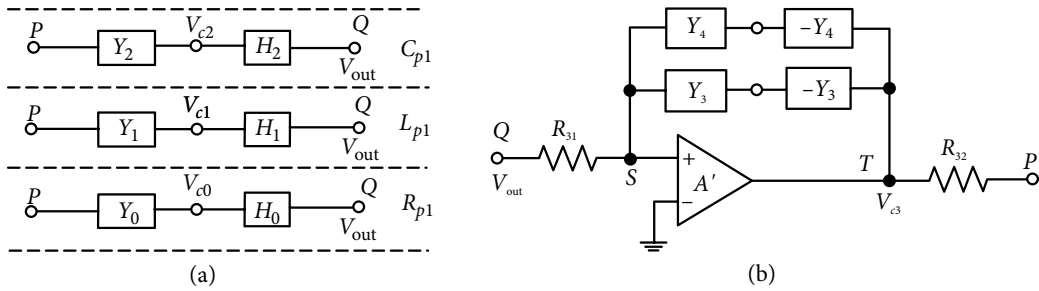 P Y2 Vc2 H2 Q Vout Cp1
P Y1 Vc1 H1 Q Vout Lp1
P Y0 Vc0 H0 Q Vout Rp1
(a)
Y4 −Y4
Y3 −Y3
Q Vout R31 S + A′ − T Vc3 R32 P
(b)